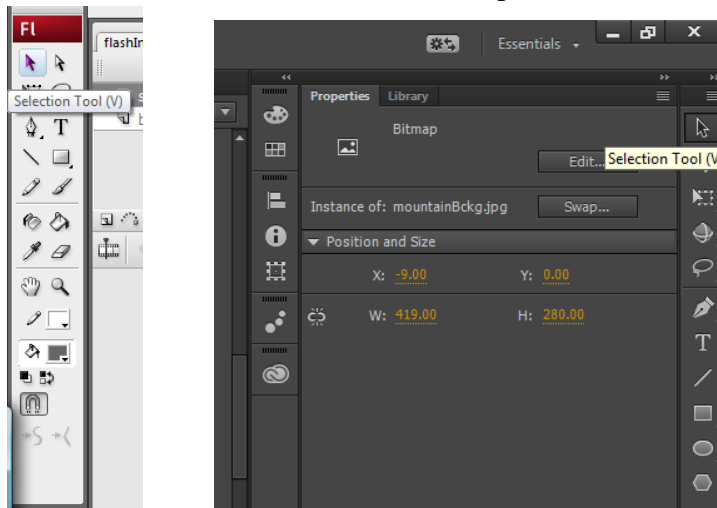 Fl
flashIn
Selection Tool (V)
Essentials
Properties Library
Bitmap
Edit...
Selection Tool (V
Instance of: mountainBckg.jpg
Swap...
Position and Size
X: -9.00 Y: 0.00
W: 419.00 H: 280.00